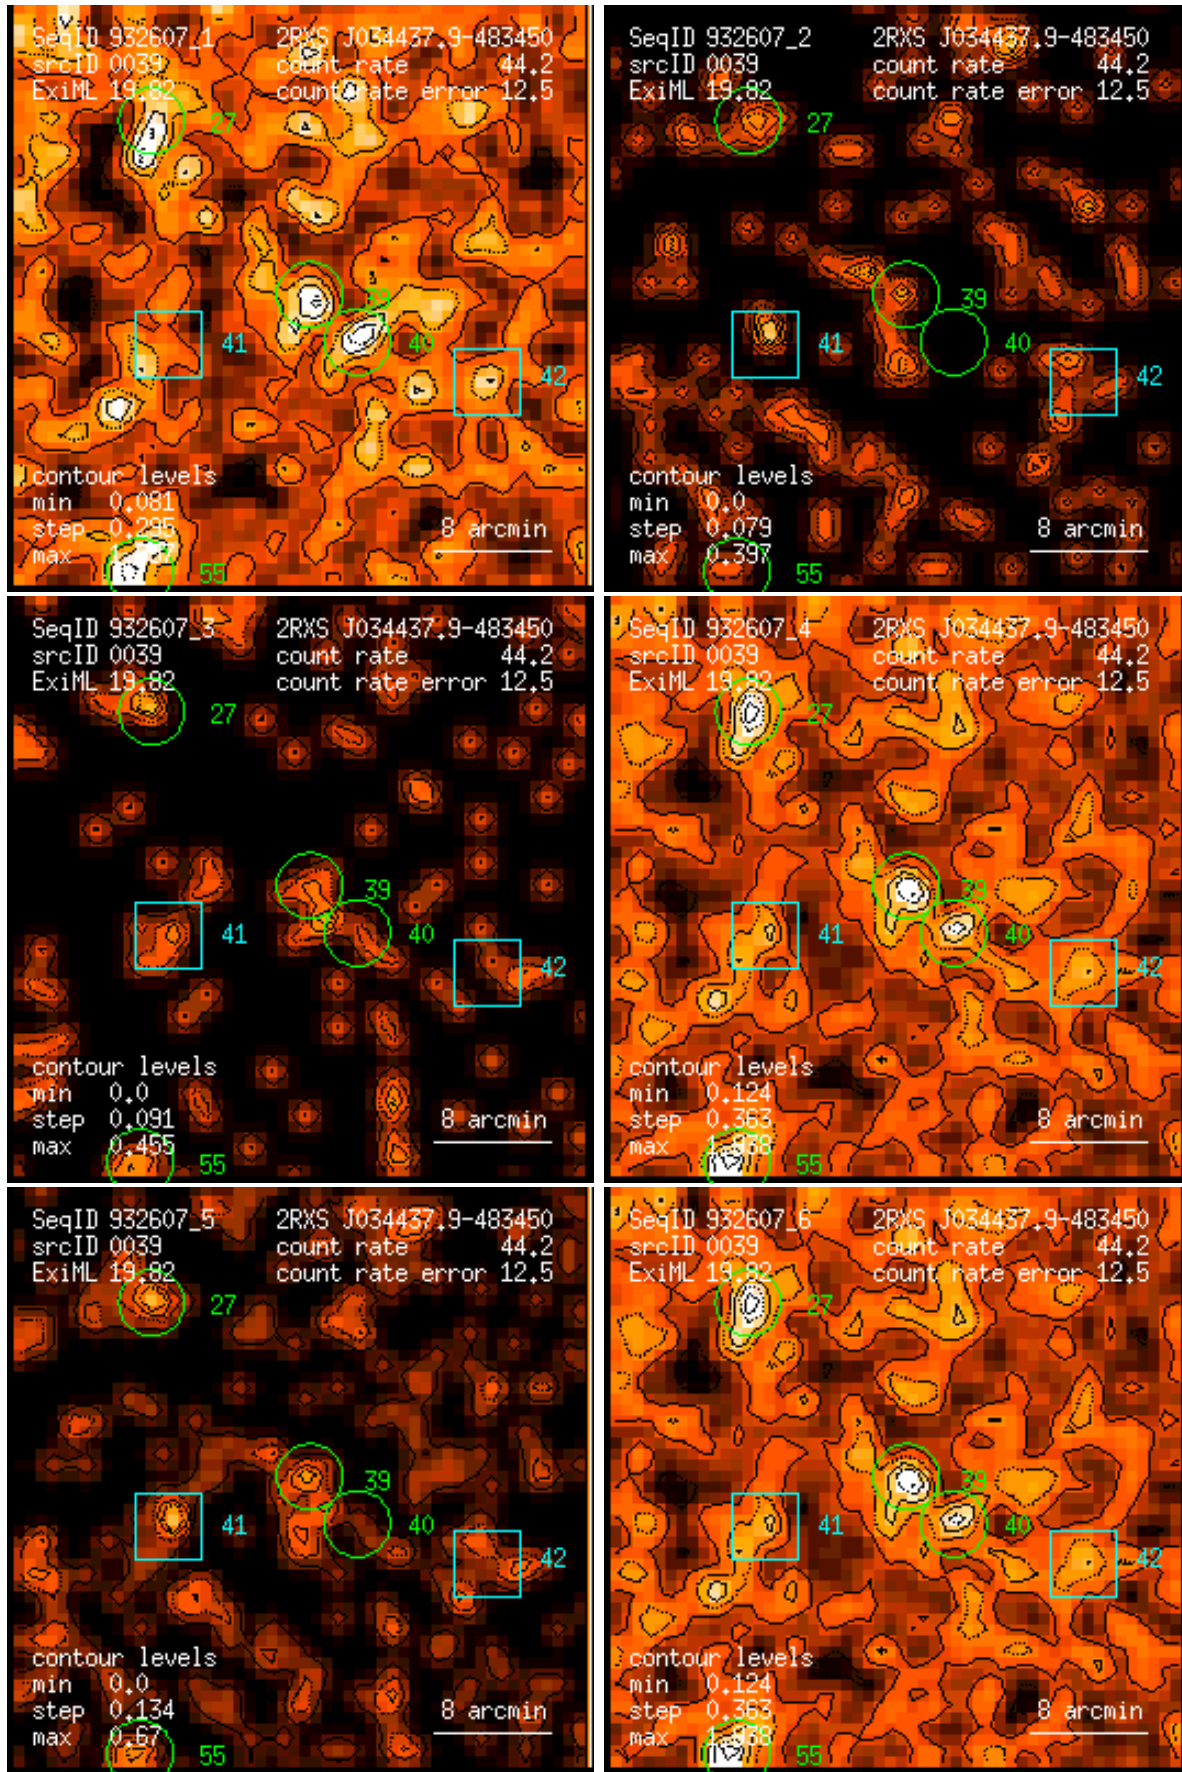 SeqID 932607_1 2RXS J034437.9-483450
srcID 0039 count rate 44.2
ExiML 19.82 count rate error 12.5
27
39
41
40
42
contour levels
min 0.081
step 0.295
max
8 arcmin
55
SeqID 932607_2 2RXS J034437.9-483450
srcID 0039 count rate 44.2
ExiML 19.82 count rate error 12.5
27
39
41
40
42
contour levels
min 0.0
step 0.079
max 0.397
8 arcmin
55
SeqID 932607_3 2RXS J034437.9-483450
srcID 0039 count rate 44.2
ExiML 19.82 count rate error 12.5
27
39
41
40
42
contour levels
min 0.0
step 0.091
max 0.455
8 arcmin
55
SeqID 932607_4 2RXS J034437.9-483450
srcID 0039 count rate 44.2
ExiML 19.82 count rate error 12.5
27
39
41
40
42
contour levels
min 0.124
step 0.363
max 1.938
8 arcmin
55
SeqID 932607_5 2RXS J034437.9-483450
srcID 0039 count rate 44.2
ExiML 19.82 count rate error 12.5
27
39
41
40
42
contour levels
min 0.0
step 0.134
max 0.67
8 arcmin
55
SeqID 932607_6 2RXS J034437.9-483450
srcID 0039 count rate 44.2
ExiML 19.82 count rate error 12.5
27
39
41
40
42
contour levels
min 0.124
step 0.363
max 1.938
8 arcmin
55